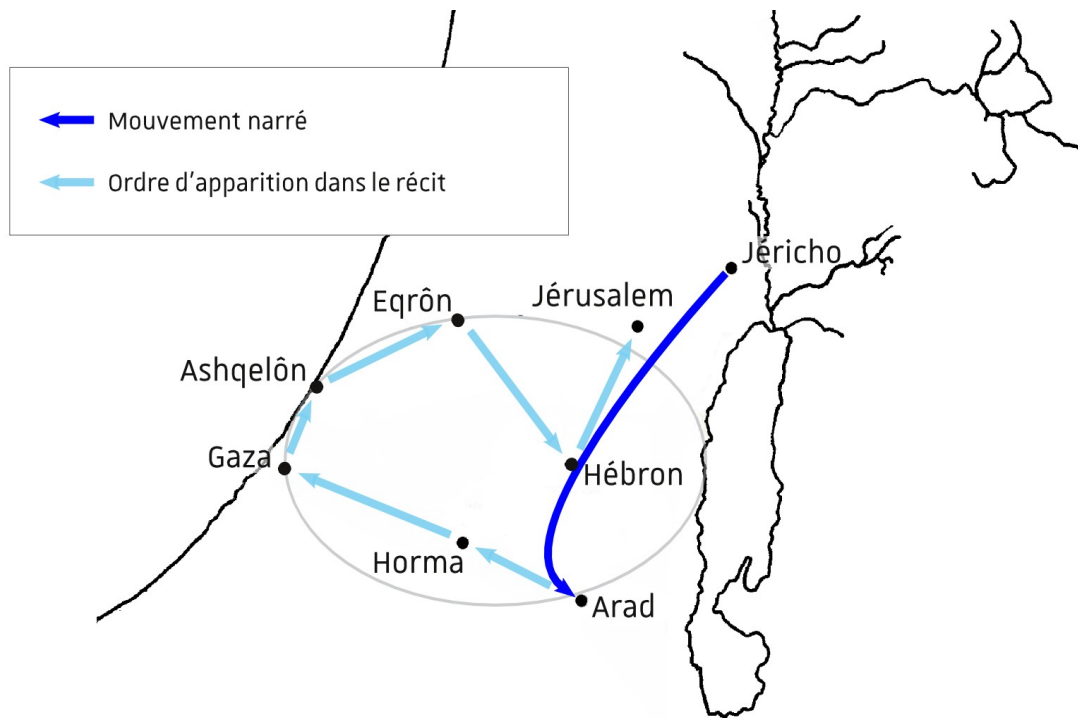 Mouvement narré
Ordre d'apparition dans le récit
Jéricho
Eqrôn
Jérusalem
Ashqelôn
Gaza
Hébron
Horma
Arad